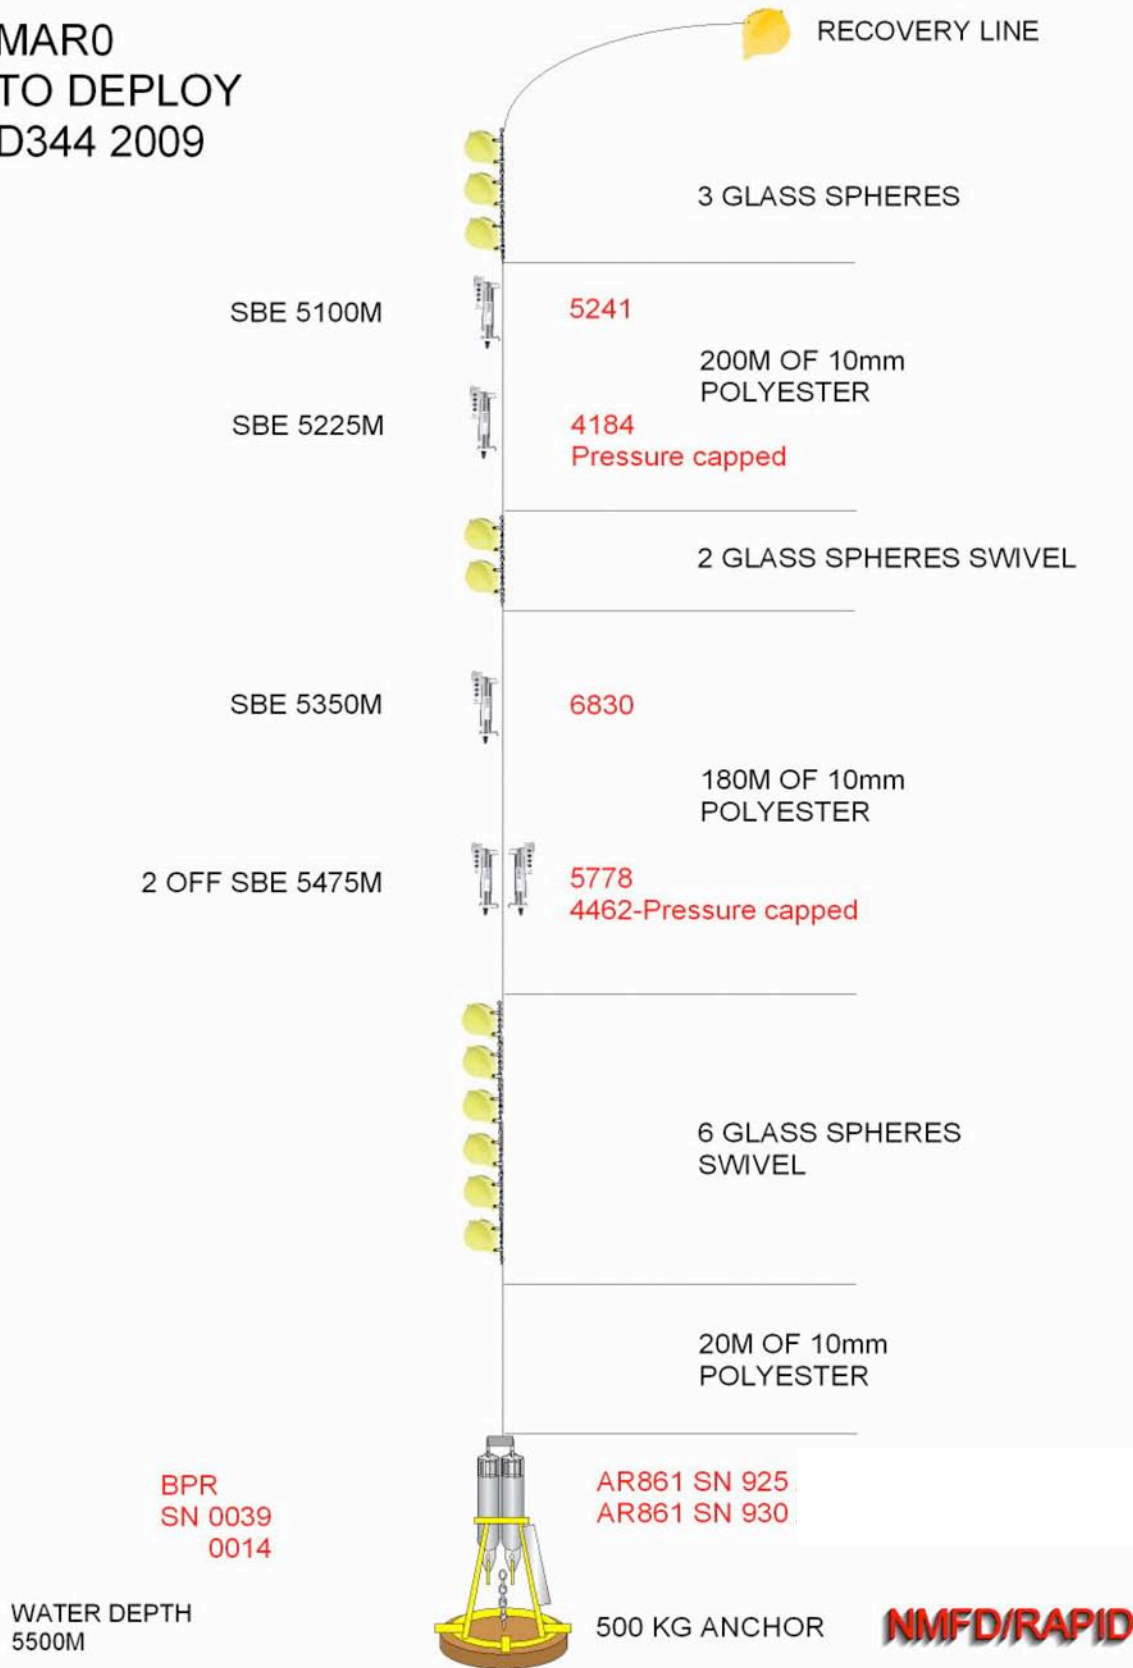 MAR0
TO DEPLOY
D344 2009
RECOVERY LINE
3 GLASS SPHERES
SBE 5100M
5241
200M OF 10mm
POLYESTER
SBE 5225M
4184
Pressure capped
2 GLASS SPHERES SWIVEL
SBE 5350M
6830
180M OF 10mm
POLYESTER
2 OFF SBE 5475M
5778
4462-Pressure capped
6 GLASS SPHERES
SWIVEL
20M OF 10mm
POLYESTER
BPR
SN 0039
0014
AR861 SN 925
AR861 SN 930
WATER DEPTH
5500M
500 KG ANCHOR
NMFD/RAPID